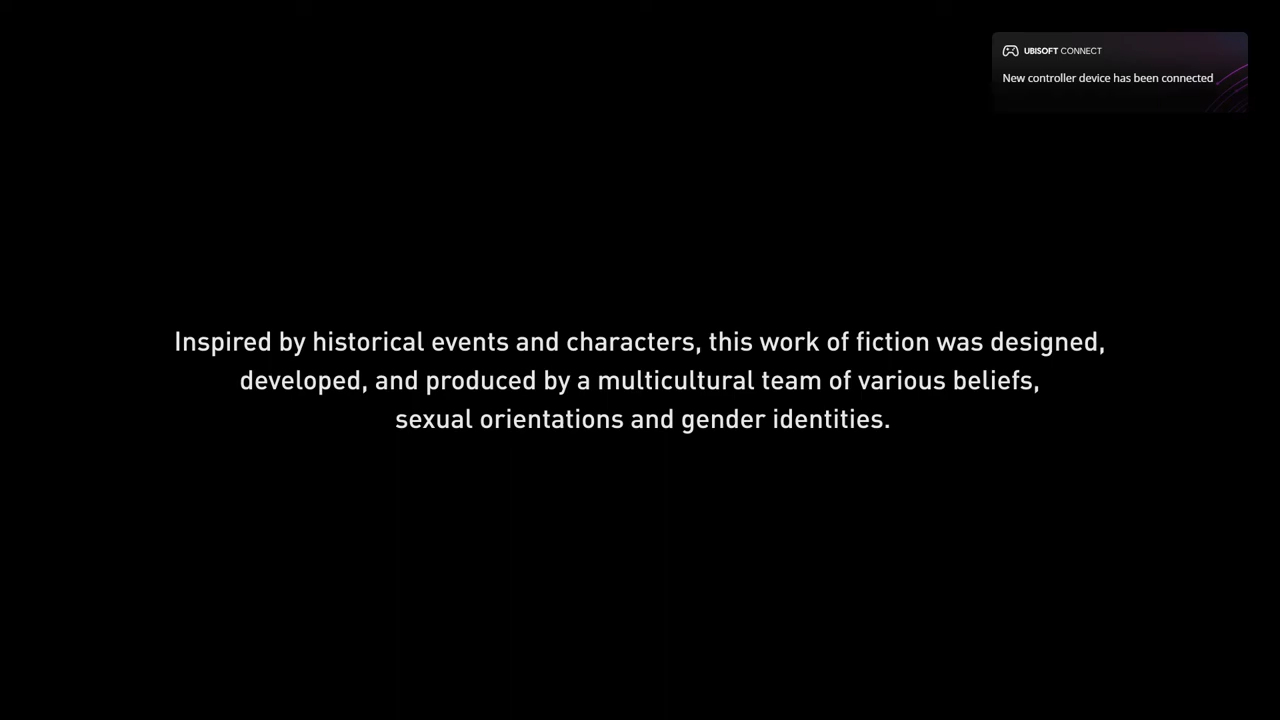 UBISOFT CONNECT
New controller device has been connected
Inspired by historical events and characters, this work of fiction was designed,
developed, and produced by a multicultural team of various beliefs,
sexual orientations and gender identities.